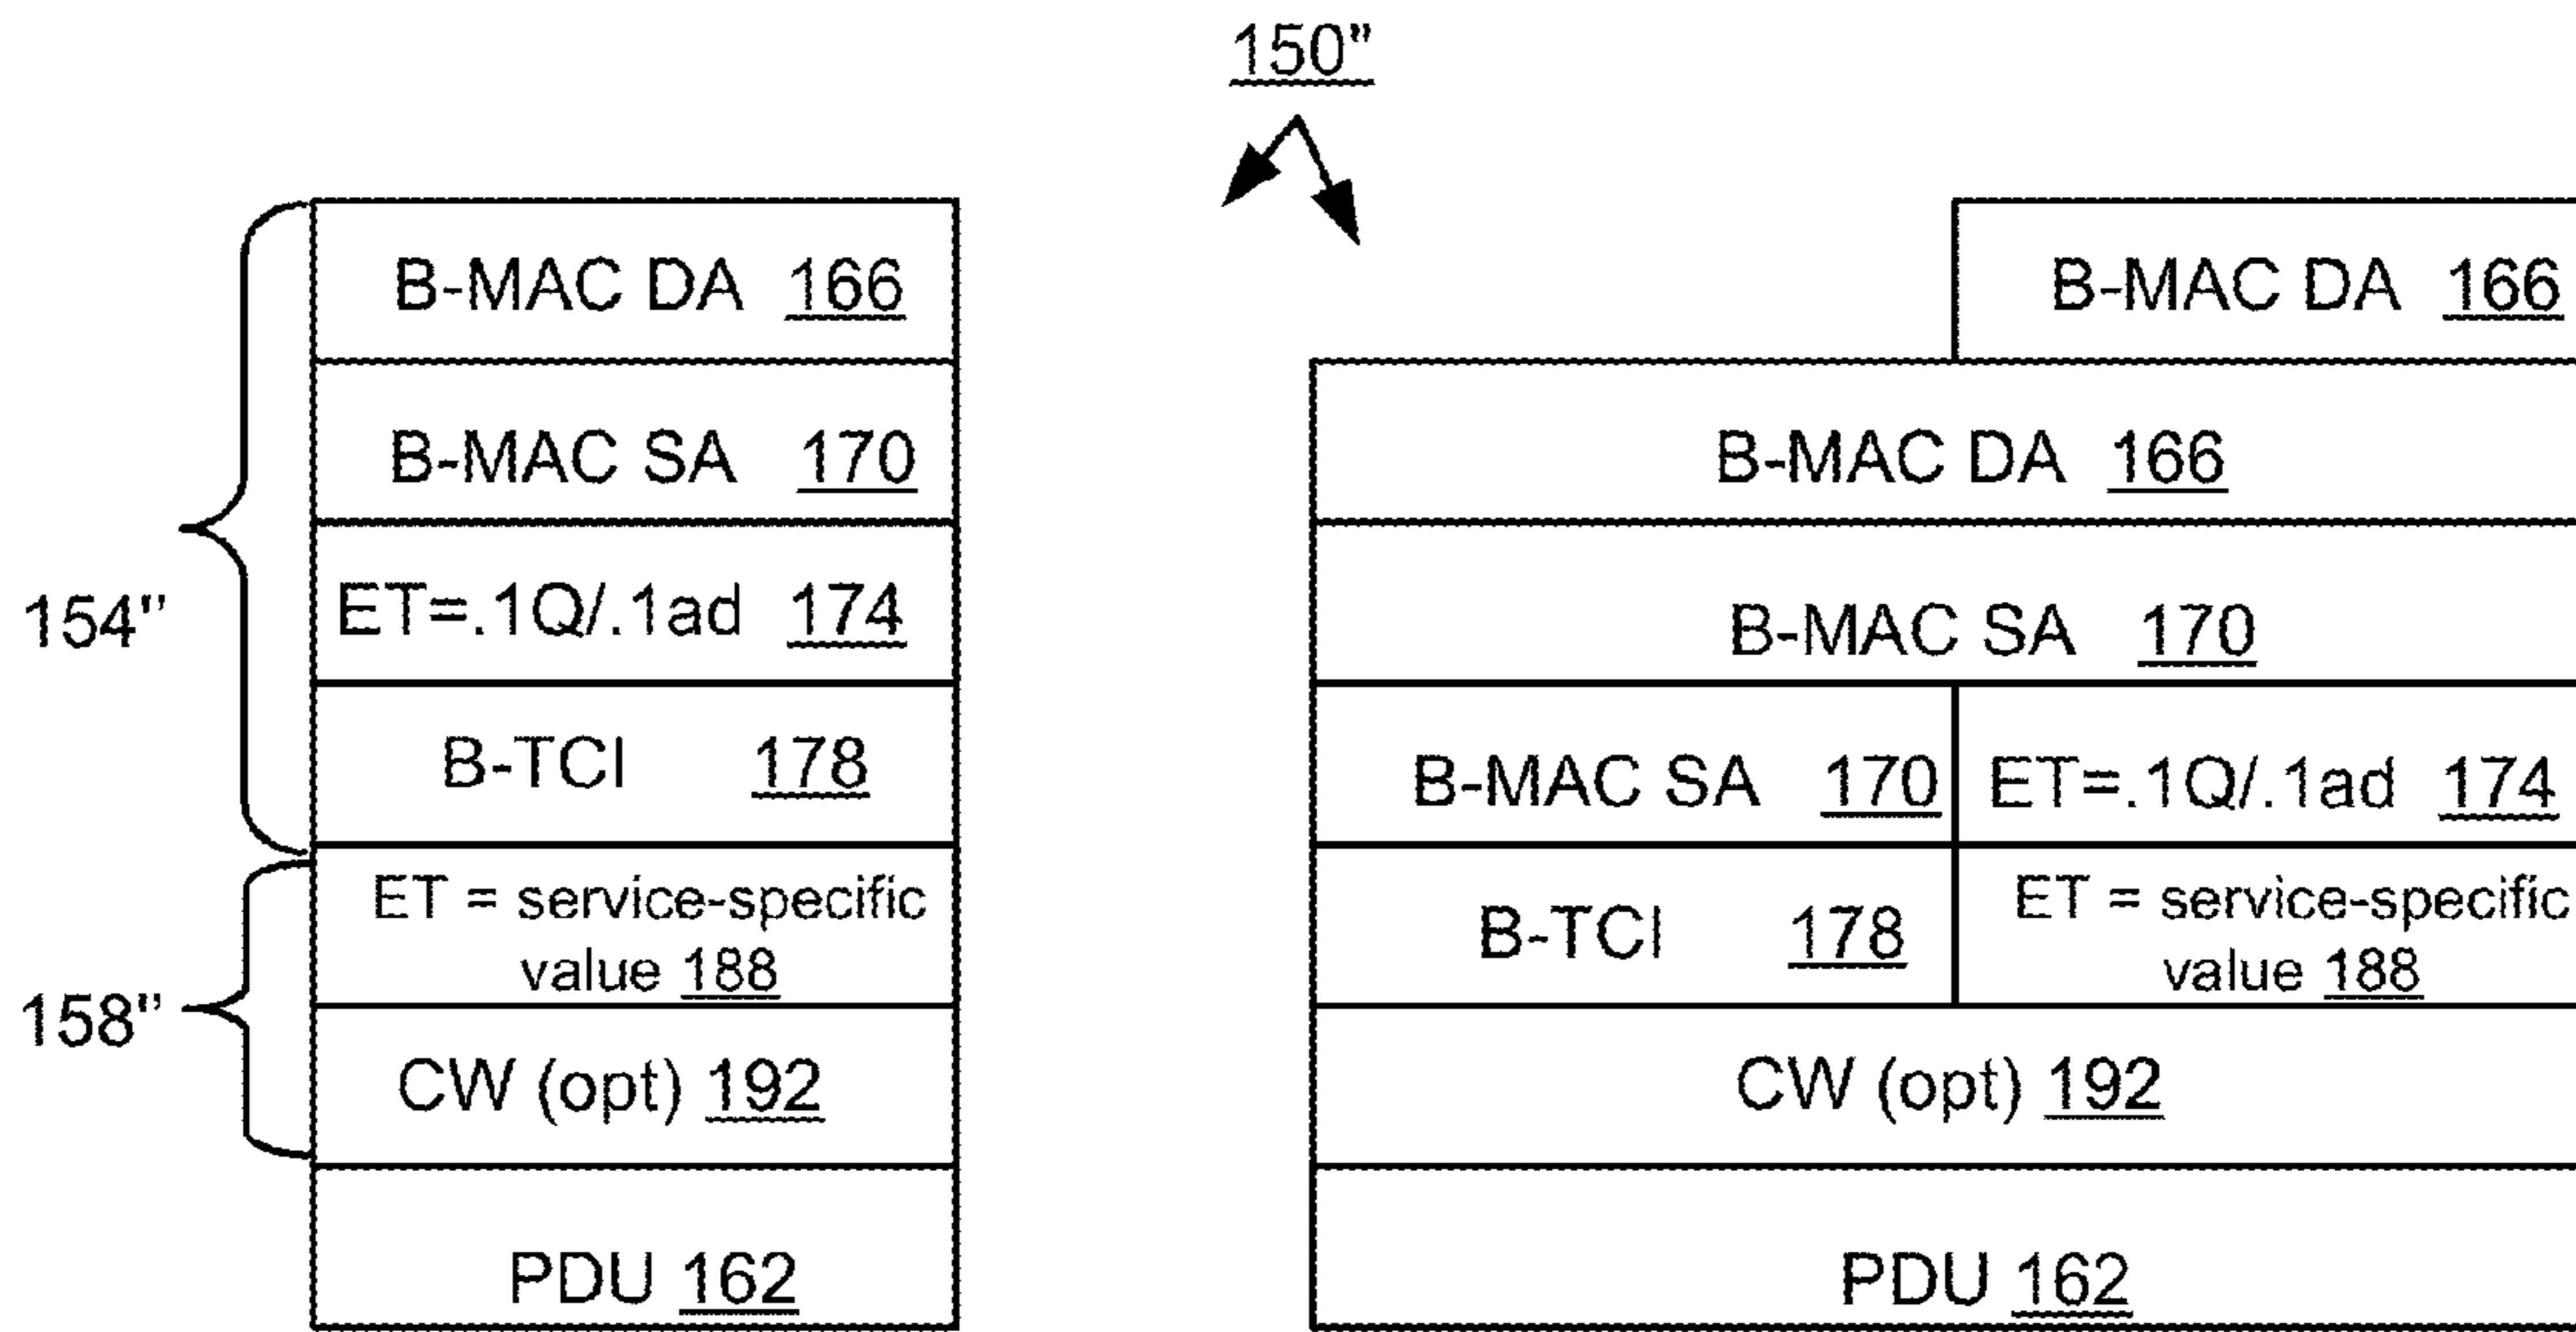 150"
B-MAC DA 166
B-MAC SA 170
ET=.1Q/.1ad 174
B-TCI 178
ET = service-specific
value 188
CW (opt) 192
PDU 162
154"
158"
B-MAC DA 166
B-MAC DA 166
B-MAC SA 170
B-MAC SA 170 ET=.1Q/.1ad 174
B-TCI 178
ET = service-specific
value 188
CW (opt) 192
PDU 162